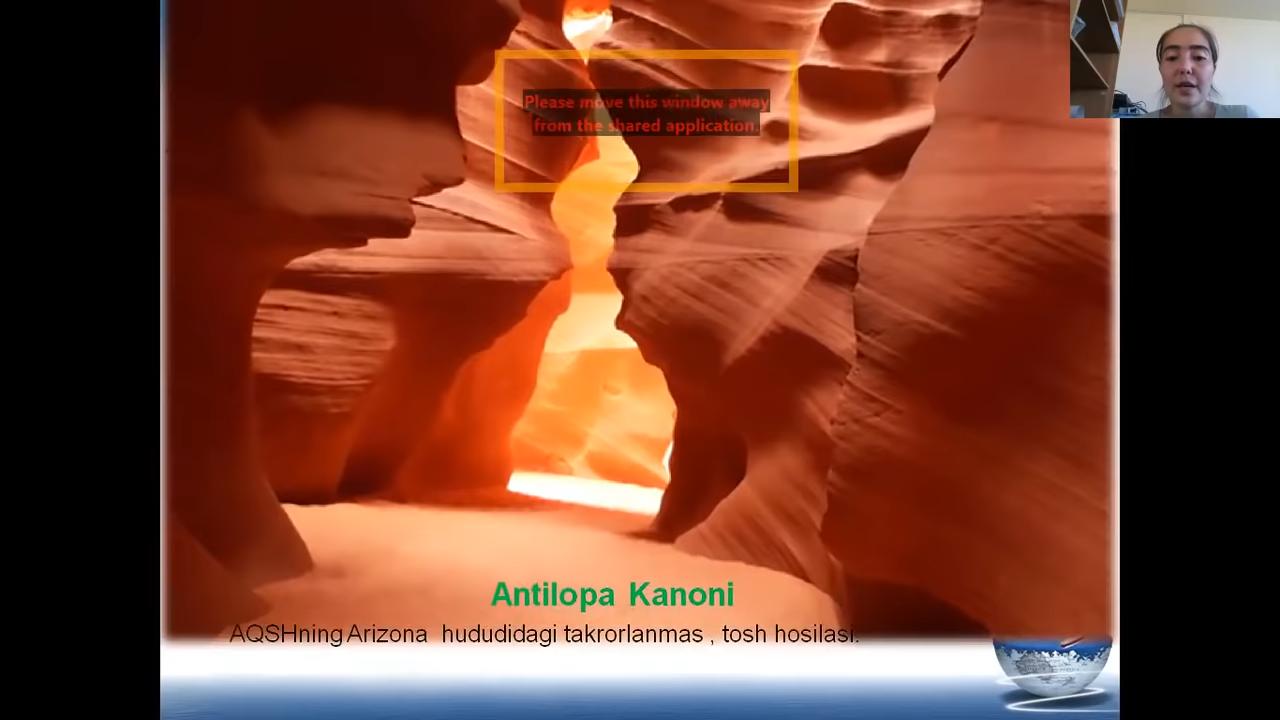 Please move this window away
from the shared application.
Antilopa Kanoni
AQSHning Arizona hududidagi takrorlanmas , tosh hosilasi.